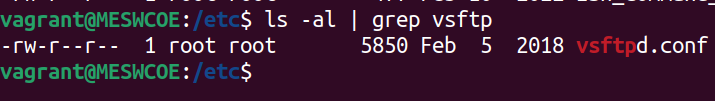 vagrant@MESWCOE:/etc$ ls -al | grep vsftp
-rw-r--r--  1 root root       5850 Feb  5  2018 vsftpd.conf
vagrant@MESWCOE:/etc$